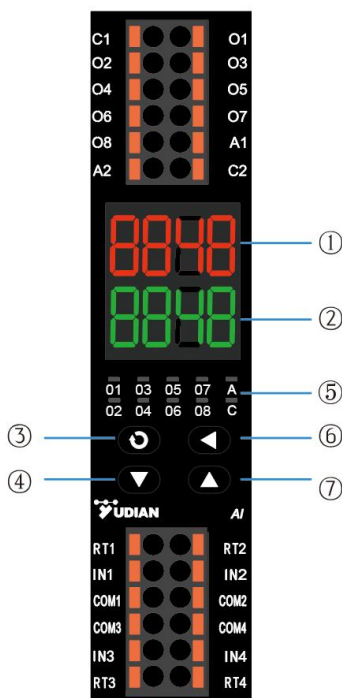 C1 O1
O2 O3
O4 O5
O6 O7
O8 A1
A2 C2
8848 ①
8848 ②
01 03 05 07 A ⑤
02 04 06 08 C
③ ⑥
④ ⑦
YUDIAN AI
RT1 RT2
IN1 IN2
COM1 COM2
COM3 COM4
IN3 IN4
RT3 RT4